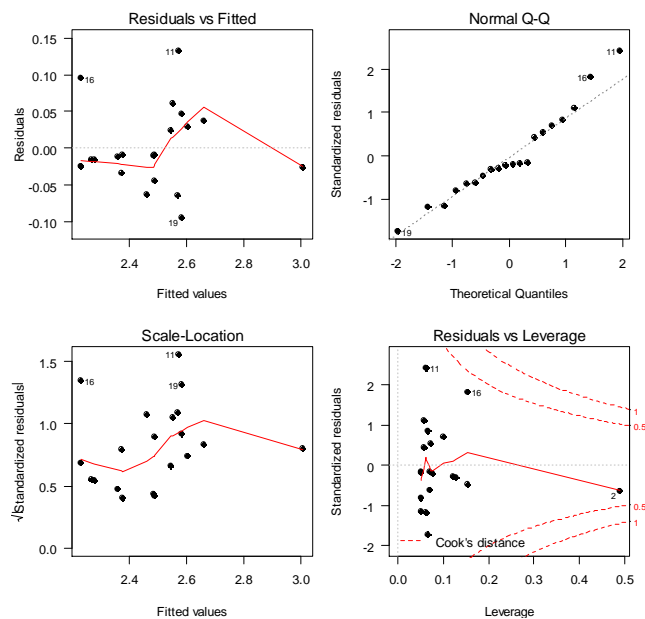 Residuals vs Fitted
Residuals
0.15
0.10
0.05
0.00
-0.05
-0.10
11
16
19
2.4 2.6 2.8 3.0
Fitted values
Normal Q-Q
Standardized residuals
2
1
0
-1
11
16
19
-2 -1 0 1 2
Theoretical Quantiles
Scale-Location
√|Standardized residuals|
1.5
1.0
0.5
0.0
11
16
19
2.4 2.6 2.8 3.0
Fitted values
Residuals vs Leverage
Standardized residuals
2
1
0
-1
-2
11
16
2
1
0.5
0.5
1
Cook's distance
0.0 0.1 0.2 0.3 0.4 0.5
Leverage